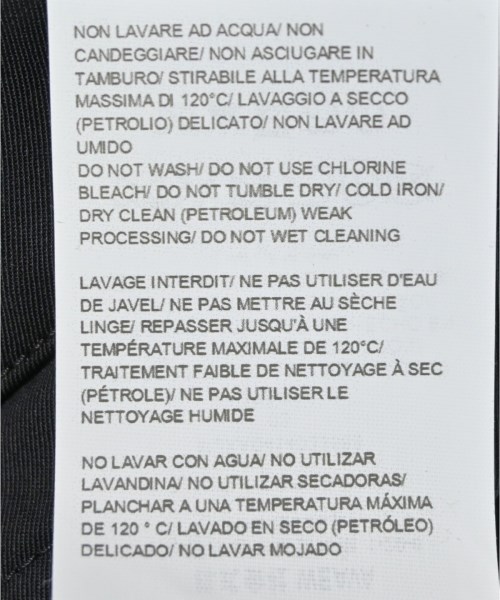 NON LAVARE AD ACQUA/ NON
CANDEGGIARE/ NON ASCIUGARE IN
TAMBURO/ STIRABILE ALLA TEMPERATURA
MASSIMA DI 120°C/ LAVAGGIO A SECCO
(PETROLIO) DELICATO/ NON LAVARE AD
UMIDO
DO NOT WASH/ DO NOT USE CHLORINE
BLEACH/ DO NOT TUMBLE DRY/ COLD IRON/
DRY CLEAN (PETROLEUM) WEAK
PROCESSING/ DO NOT WET CLEANING
LAVAGE INTERDIT/ NE PAS UTILISER D'EAU
DE JAVEL/ NE PAS METTRE AU SÈCHE
LINGE/ REPASSER JUSQU'À UNE
TEMPÉRATURE MAXIMALE DE 120°C/
TRAITEMENT FAIBLE DE NETTOYAGE À SEC
(PÉTROLE)/ NE PAS UTILISER LE
NETTOYAGE HUMIDE
NO LAVAR CON AGUA/ NO UTILIZAR
LAVANDINA/ NO UTILIZAR SECADORAS/
PLANCHAR A UNA TEMPERATURA MÁXIMA
DE 120 ° C/ LAVADO EN SECO (PETRÓLEO)
DELICADO/ NO LAVAR MOJADO